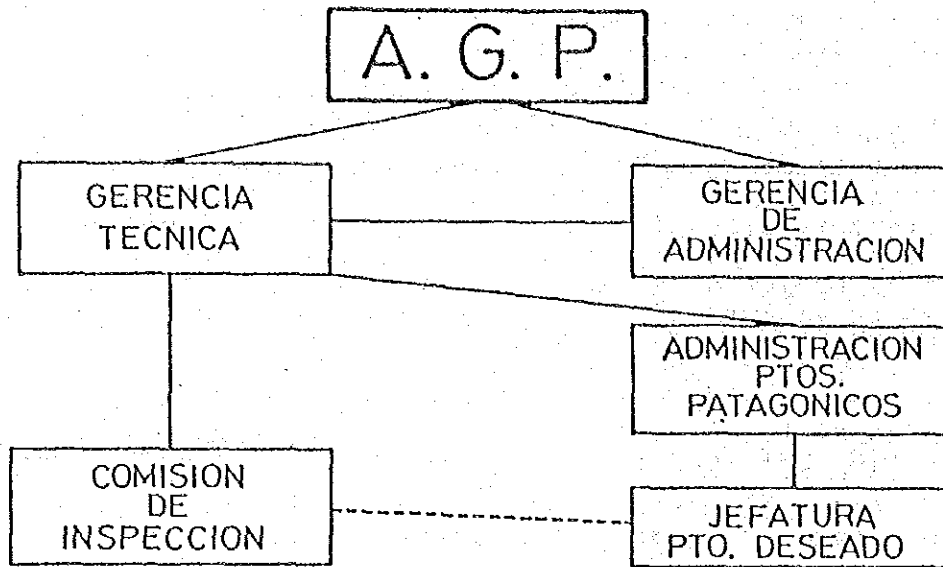 A. G. P.
GERENCIA
TECNICA
GERENCIA
DE
ADMINISTRACION
ADMINISTRACION
PTOS.
PATAGONICOS
COMISION
DE
INSPECCION
JEFATURA
PTO. DESEADO